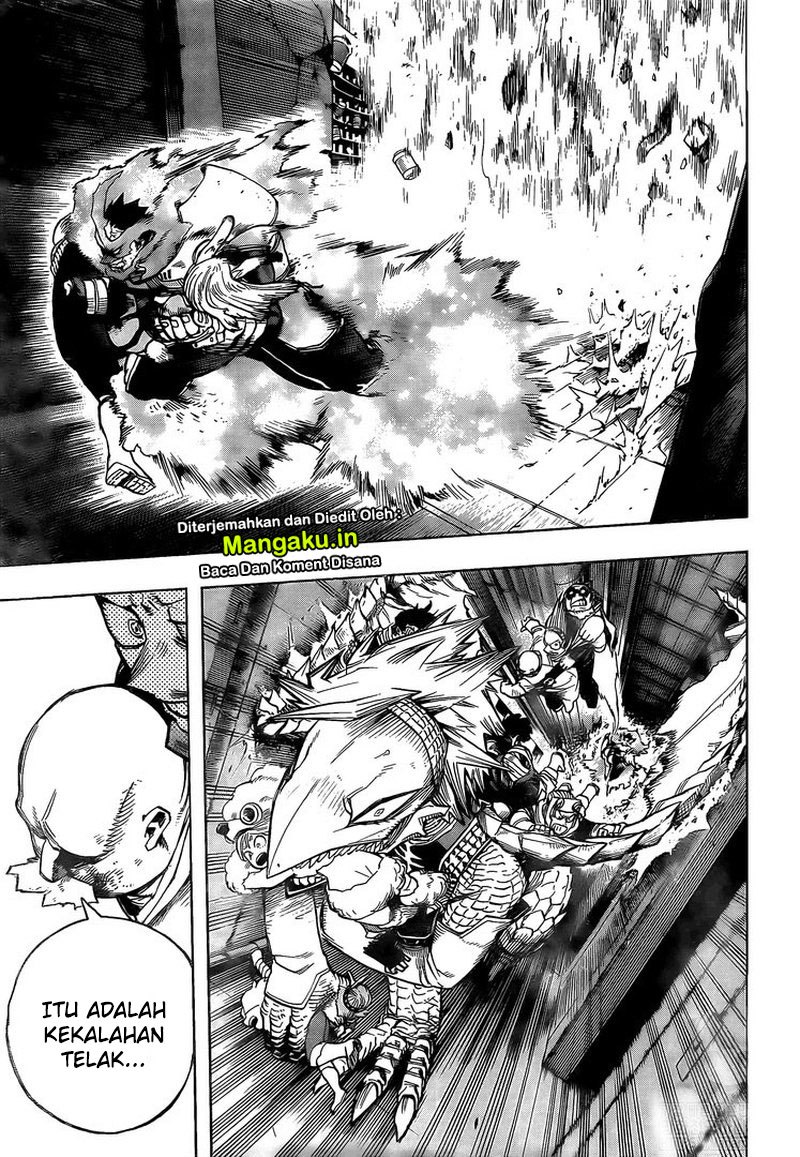 Diterjemahkan dan Diedit Oleh :
Mangaku.in
Baca Dan Koment Disana
ITU ADALAH
KEKALAHAN
TELAK...